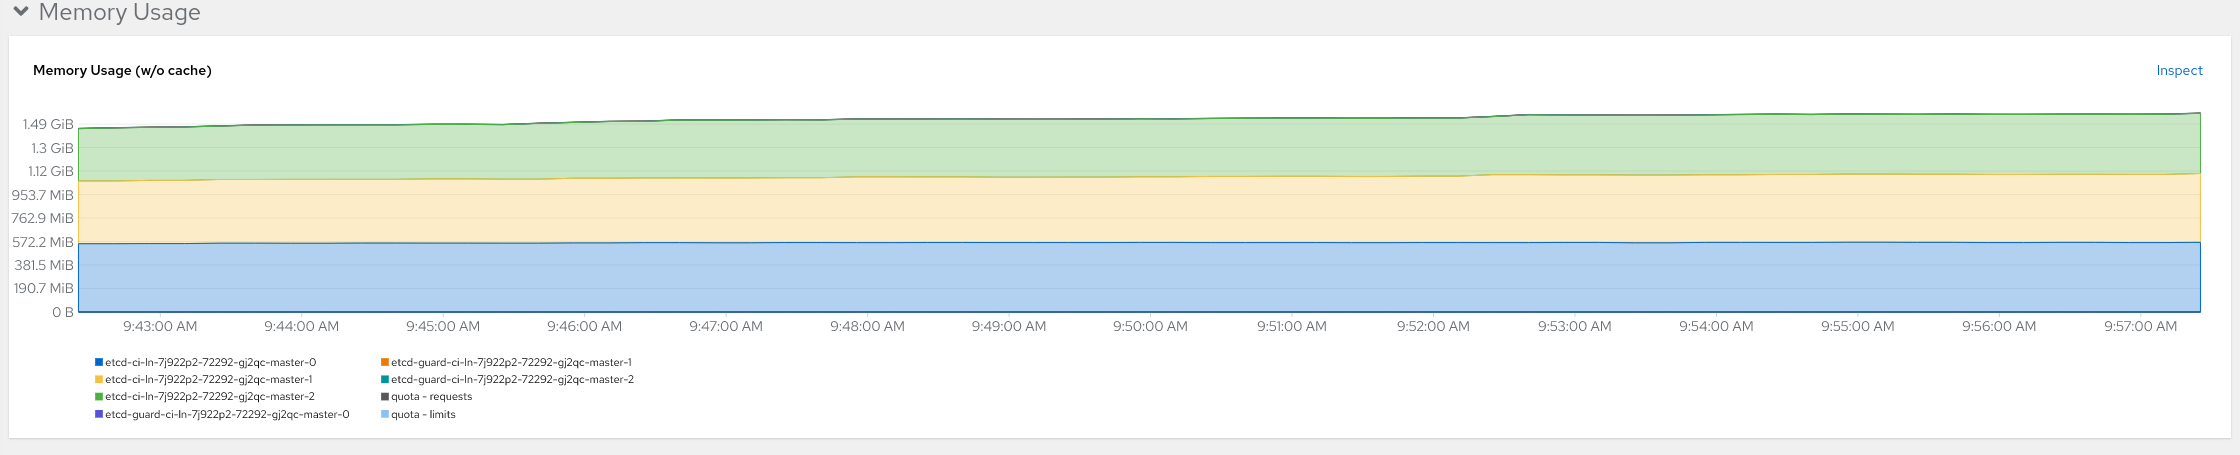 Memory Usage
Memory Usage (w/o cache)
Inspect
1.49 GiB
1.3 GiB
1.12 GiB
953.7 MiB
762.9 MiB
572.2 MiB
381.5 MiB
190.7 MiB
0 B
9:43:00 AM 9:44:00 AM 9:45:00 AM 9:46:00 AM 9:47:00 AM 9:48:00 AM 9:49:00 AM 9:50:00 AM 9:51:00 AM 9:52:00 AM 9:53:00 AM 9:54:00 AM 9:55:00 AM 9:56:00 AM 9:57:00 AM
etcd-ci-ln-7j922p2-72292-gj2qc-master-0
etcd-ci-ln-7j922p2-72292-gj2qc-master-1
etcd-ci-ln-7j922p2-72292-gj2qc-master-2
etcd-guard-ci-ln-7j922p2-72292-gj2qc-master-0
etcd-guard-ci-ln-7j922p2-72292-gj2qc-master-1
etcd-guard-ci-ln-7j922p2-72292-gj2qc-master-2
quota - requests
quota - limits